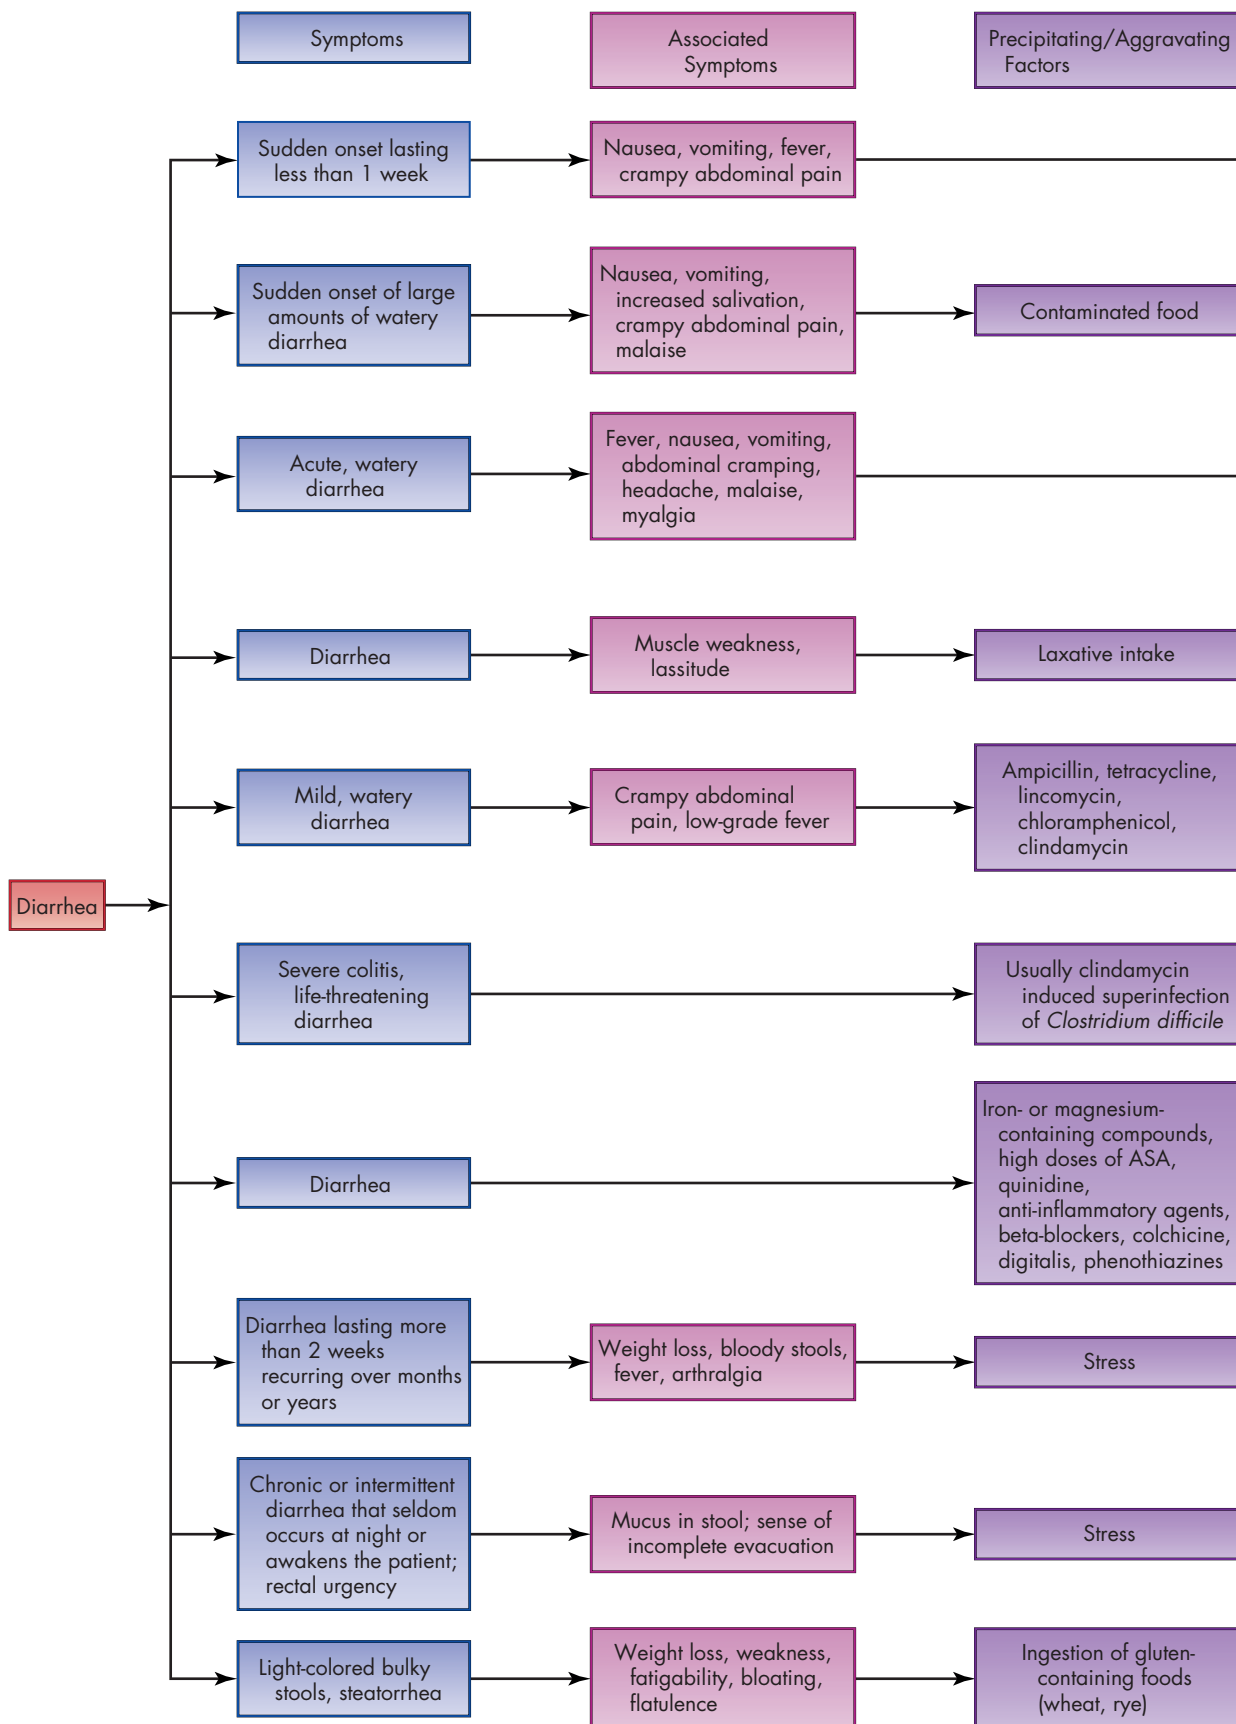 Symptoms
Associated
Symptoms
Precipitating/Aggravating
Factors
Sudden onset lasting
less than 1 week
Nausea, vomiting, fever,
crampy abdominal pain
Sudden onset of large
amounts of watery
diarrhea
Nausea, vomiting,
increased salivation,
crampy abdominal pain,
malaise
Contaminated food
Acute, watery
diarrhea
Fever, nausea, vomiting,
abdominal cramping,
headache, malaise,
myalgia
Diarrhea
Muscle weakness,
lassitude
Laxative intake
Mild, watery
diarrhea
Crampy abdominal
pain, low-grade fever
Ampicillin, tetracycline,
lincomycin,
chloramphenicol,
clindamycin
Diarrhea
Severe colitis,
life-threatening
diarrhea
Usually clindamycin
induced superinfection
of Clostridium difficile
Diarrhea
Iron- or magnesium-
containing compounds,
high doses of ASA,
quinidine,
anti-inflammatory agents,
beta-blockers, colchicine,
digitalis, phenothiazines
Diarrhea lasting more
than 2 weeks
recurring over months
or years
Weight loss, bloody stools,
fever, arthralgia
Stress
Chronic or intermittent
diarrhea that seldom
occurs at night or
awakens the patient;
rectal urgency
Mucus in stool; sense of
incomplete evacuation
Stress
Light-colored bulky
stools, steatorrhea
Weight loss, weakness,
fatigability, bloating,
flatulence
Ingestion of gluten-
containing foods
(wheat, rye)